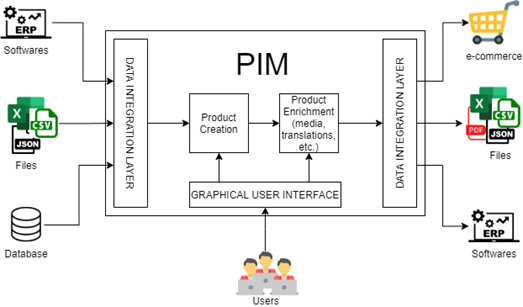 ERP
Softwares
CSV
JSON
Files
Database
PIM
DATA INTEGRATION LAYER
Product
Creation
Product
Enrichment
(media,
translations,
etc.)
GRAPHICAL USER INTERFACE
DATA INTEGRATION LAYER
Users
e-commerce
X
CSV
PDF
JSON
Files
ERP
Softwares